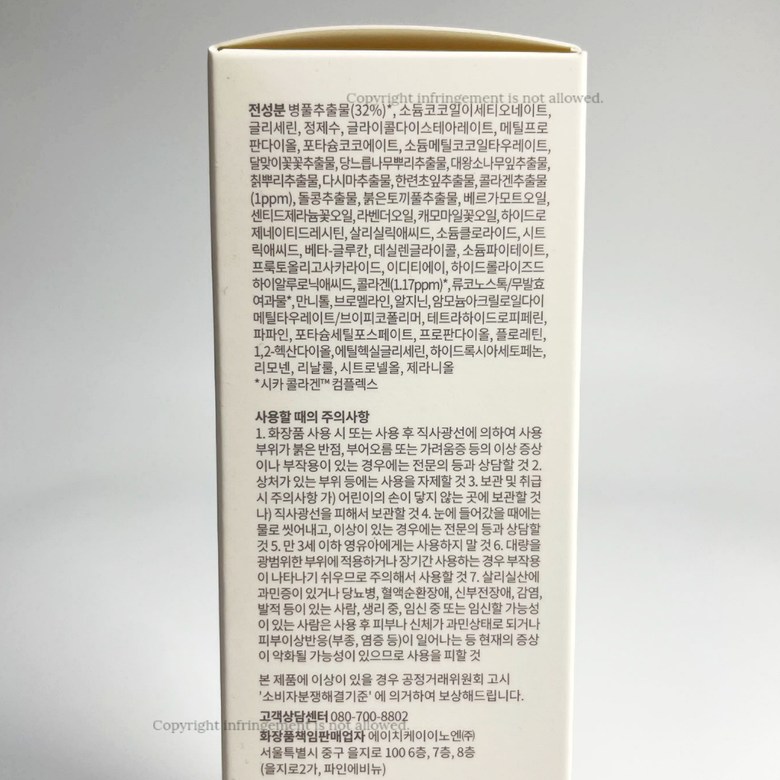 Copyright infringement is not allowed.
전성분 병풀추출물(32%)*, 소듐코코일이세티오네이트,
글리세린, 정제수, 글라이콜다이스테아레이트, 메틸프로
판다이올, 포타슘코코에이트, 소듐메틸코코일타우레이트,
달맞이꽃꽃추출물, 당느릅나무뿌리추출물, 대왕소나무잎추출물,
칡뿌리추출물, 다시마추출물, 한련초잎추출물, 콜라겐추출물
(1ppm), 돌콩추출물, 붉은토끼풀추출물, 베르가모트오일,
센티드제라늄꽃오일, 라벤더오일, 캐모마일꽃오일, 하이드로
제네이티드레시틴, 살리실릭애씨드, 소듐클로라이드, 시트
릭애씨드, 베타-글루칸, 데실렌글라이콜, 소듐파이테이트,
프룩토올리고사카라이드, 이디티에이, 하이드롤라이즈드
하이알루로닉애씨드, 콜라겐(1.17ppm)*, 류코노스톡/무발효
여과물*, 만니톨, 브로멜라인, 알지닌, 암모늄아크릴로일다이
메틸타우레이트/브이피코폴리머, 테트라하이드로피페린,
파파인, 포타슘세틸포스페이트, 프로판다이올, 플로레틴,
1,2-헥산다이올, 에틸헥실글리세린, 하이드록시아세토페논,
리모넨, 리날룰, 시트로넬올, 제라니올
*시카 콜라겐™ 컴플렉스
사용할 때의 주의사항
1. 화장품 사용 시 또는 사용 후 직사광선에 의하여 사용
부위가 붉은 반점, 부어오름 또는 가려움증 등의 이상 증상
이나 부작용이 있는 경우에는 전문의 등과 상담할 것 2.
상처가 있는 부위 등에는 사용을 자제할 것 3. 보관 및 취급
시 주의사항 가) 어린이의 손이 닿지 않는 곳에 보관할 것
나) 직사광선을 피해서 보관할 것 4. 눈에 들어갔을 때에는
물로 씻어내고, 이상이 있는 경우에는 전문의 등과 상담할
것 5. 만 3세 이하 영유아에게는 사용하지 말 것 6. 대량을
광범위한 부위에 적용하거나 장기간 사용하는 경우 부작용
이 나타나기 쉬우므로 주의해서 사용할 것 7. 살리실산에
과민증이 있거나 당뇨병, 혈액순환장애, 신부전장애, 감염,
발적 등이 있는 사람, 생리 중, 임신 중 또는 임신할 가능성
이 있는 사람은 사용 후 피부나 신체가 과민상태로 되거나
피부이상반응(부종, 염증 등)이 일어나는 등 현재의 증상
이 악화될 가능성이 있으므로 사용을 피할 것
본 제품에 이상이 있을 경우 공정거래위원회 고시
'소비자분쟁해결기준' 에 의거하여 보상해드립니다.
고객상담센터 080-700-8802
Copyright infringement is not allowed.
화장품책임판매업자 에이치케이이노엔㈜
서울특별시 중구 을지로 100 6층, 7층, 8층
(을지로2가, 파인에비뉴)